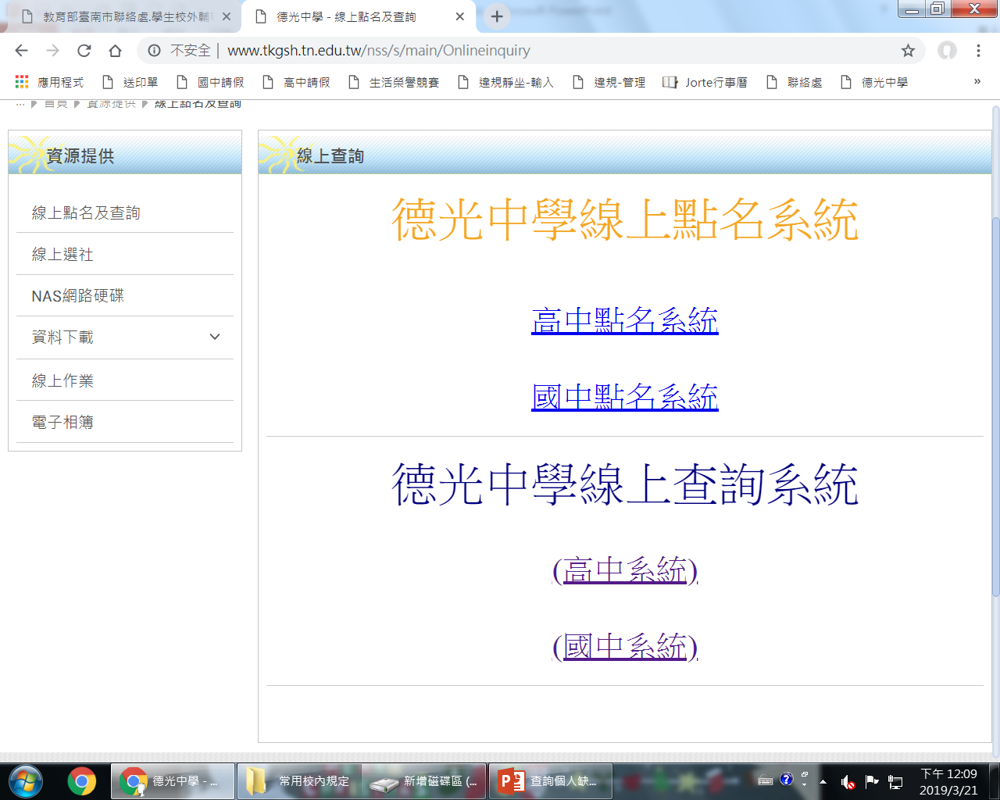 教育部臺南市聯絡處.學生校外輔
德光中學 - 線上點名及查詢
不安全 | www.tkgsh.tn.edu.tw/nss/s/main/Onlineinquiry
應用程式 送印單 國中請假 高中請假 生活榮譽競賽 違規靜坐-輸入 違規-管理 Jorte行事曆 聯絡處 德光中學 »
... 首頁 資源提供 線上點名及查詢
資源提供
線上點名及查詢
線上選社
NAS網路硬碟
資料下載
線上作業
電子相簿
線上查詢
德光中學線上點名系統
高中點名系統
國中點名系統
德光中學線上查詢系統
(高中系統)
(國中系統)
德光中學 - ...
常用校內規定
新增磁碟區 (...
查詢個人缺...
下午 12:09
2019/3/21